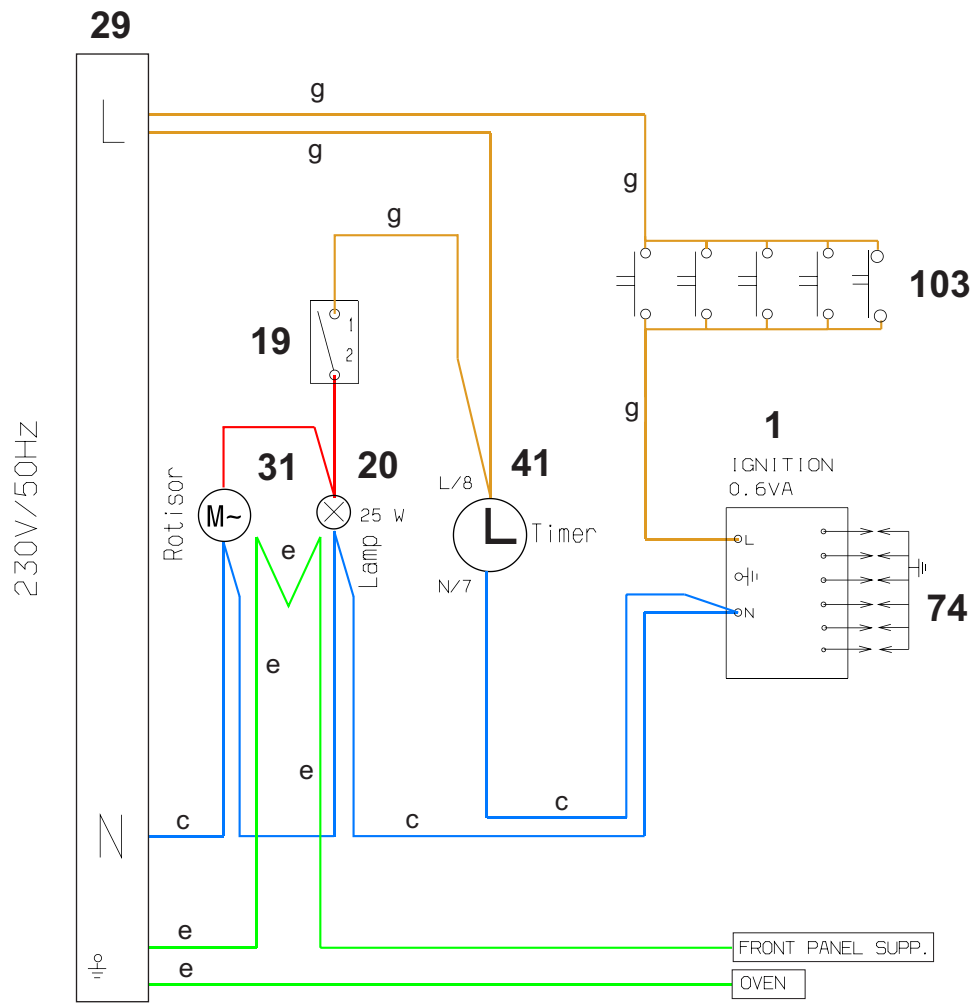 29
L
g
g
g
g
103
19
1
2
g
1
IGNITION
0.6VA
230V/50HZ
Rotisor
31
20
41
L/8
M~
25 W
Lamp
L
Timer
L
N
74
e
N/7
e
e
c
c
c
N
e
FRONT PANEL SUPP.
e
OVEN